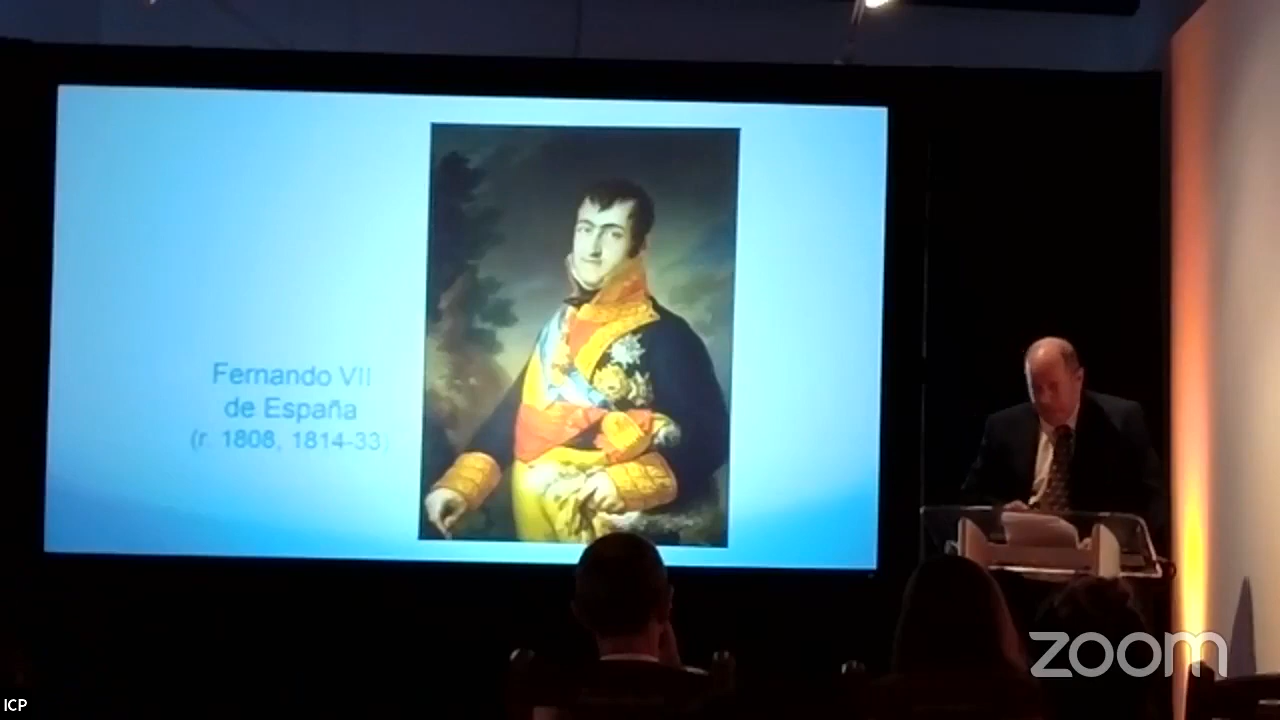 Fernando VII
de España
(r. 1808, 1814-33)
zoom
ICP